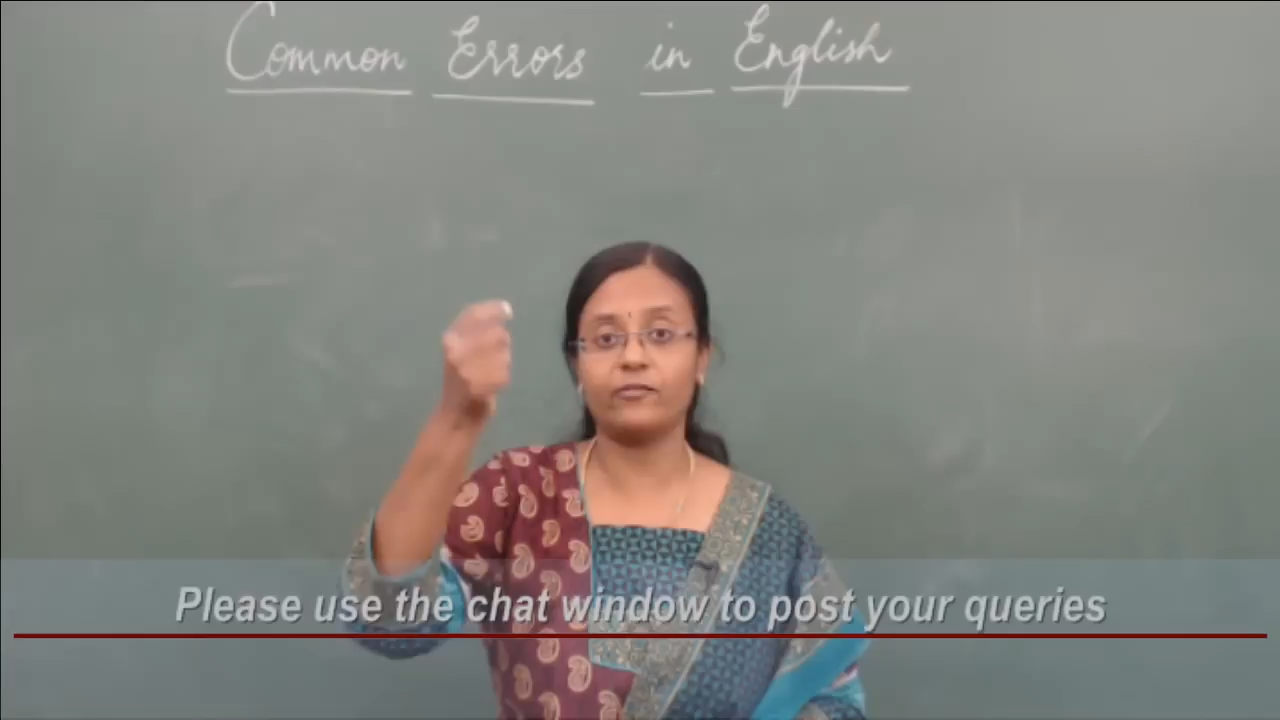 Common Errors in English
Please use the chat window to post your queries